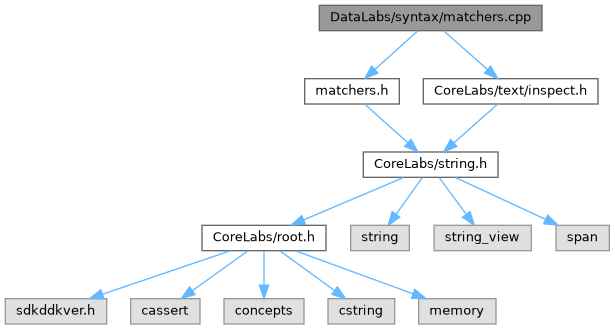 DataLabs/syntax/matchers.cpp
matchers.h
CoreLabs/text/inspect.h
CoreLabs/string.h
CoreLabs/root.h
string
string_view
span
sdkddkver.h
cassert
concepts
cstring
memory